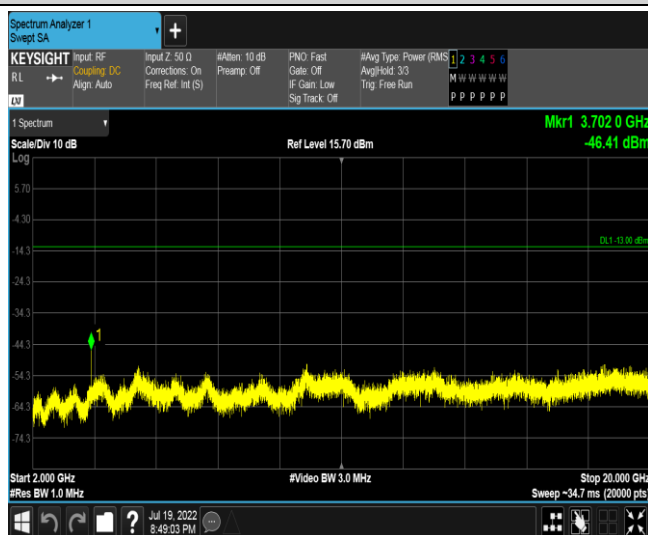 Spectrum Analyzer 1
Swept SA
+
KEYSIGHT
RL
LXI
Input: RF
Coupling: DC
Align: Auto
Input Z: 50 Ω
Corrections: On
Freq Ref: Int (S)
#Atten: 10 dB
Preamp: Off
PNO: Fast
Gate: Off
IF Gain: Low
Sig Track: Off
#Avg Type: Power (RMS
Avg|Hold: 3/3
Trig: Free Run
1 2 3 4 5 6
M W W W W W
P P P P P P
1 Spectrum
Mkr1 3.702 0 GHz
Scale/Div 10 dB
Ref Level 15.70 dBm
-46.41 dBm
Log
5.70
-4.30
DL1 -13.00 dBm
-14.3
-24.3
-34.3
1
-44.3
-54.3
-64.3
-74.3
Start 2.000 GHz
#Video BW 3.0 MHz
Stop 20.000 GHz
#Res BW 1.0 MHz
Sweep ~34.7 ms (20000 pts)
?
Jul 19, 2022
8:49:03 PM